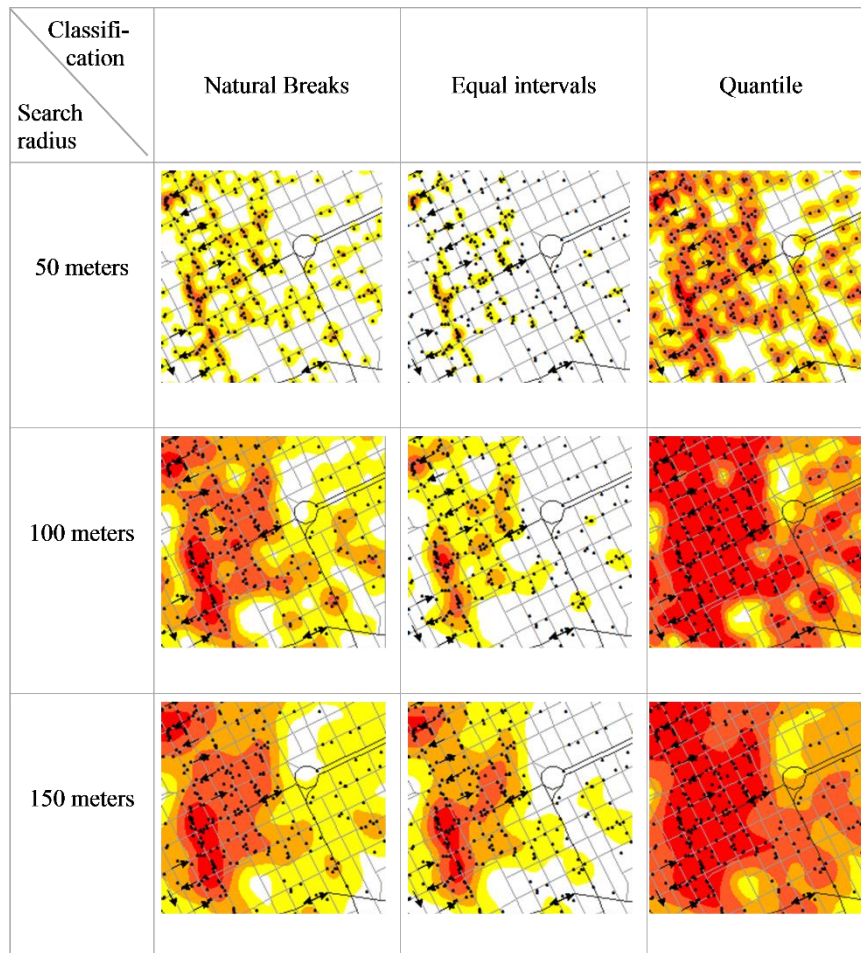 Classifi-
cation
Search
radius
Natural Breaks
Equal intervals
Quantile
50 meters
100 meters
150 meters